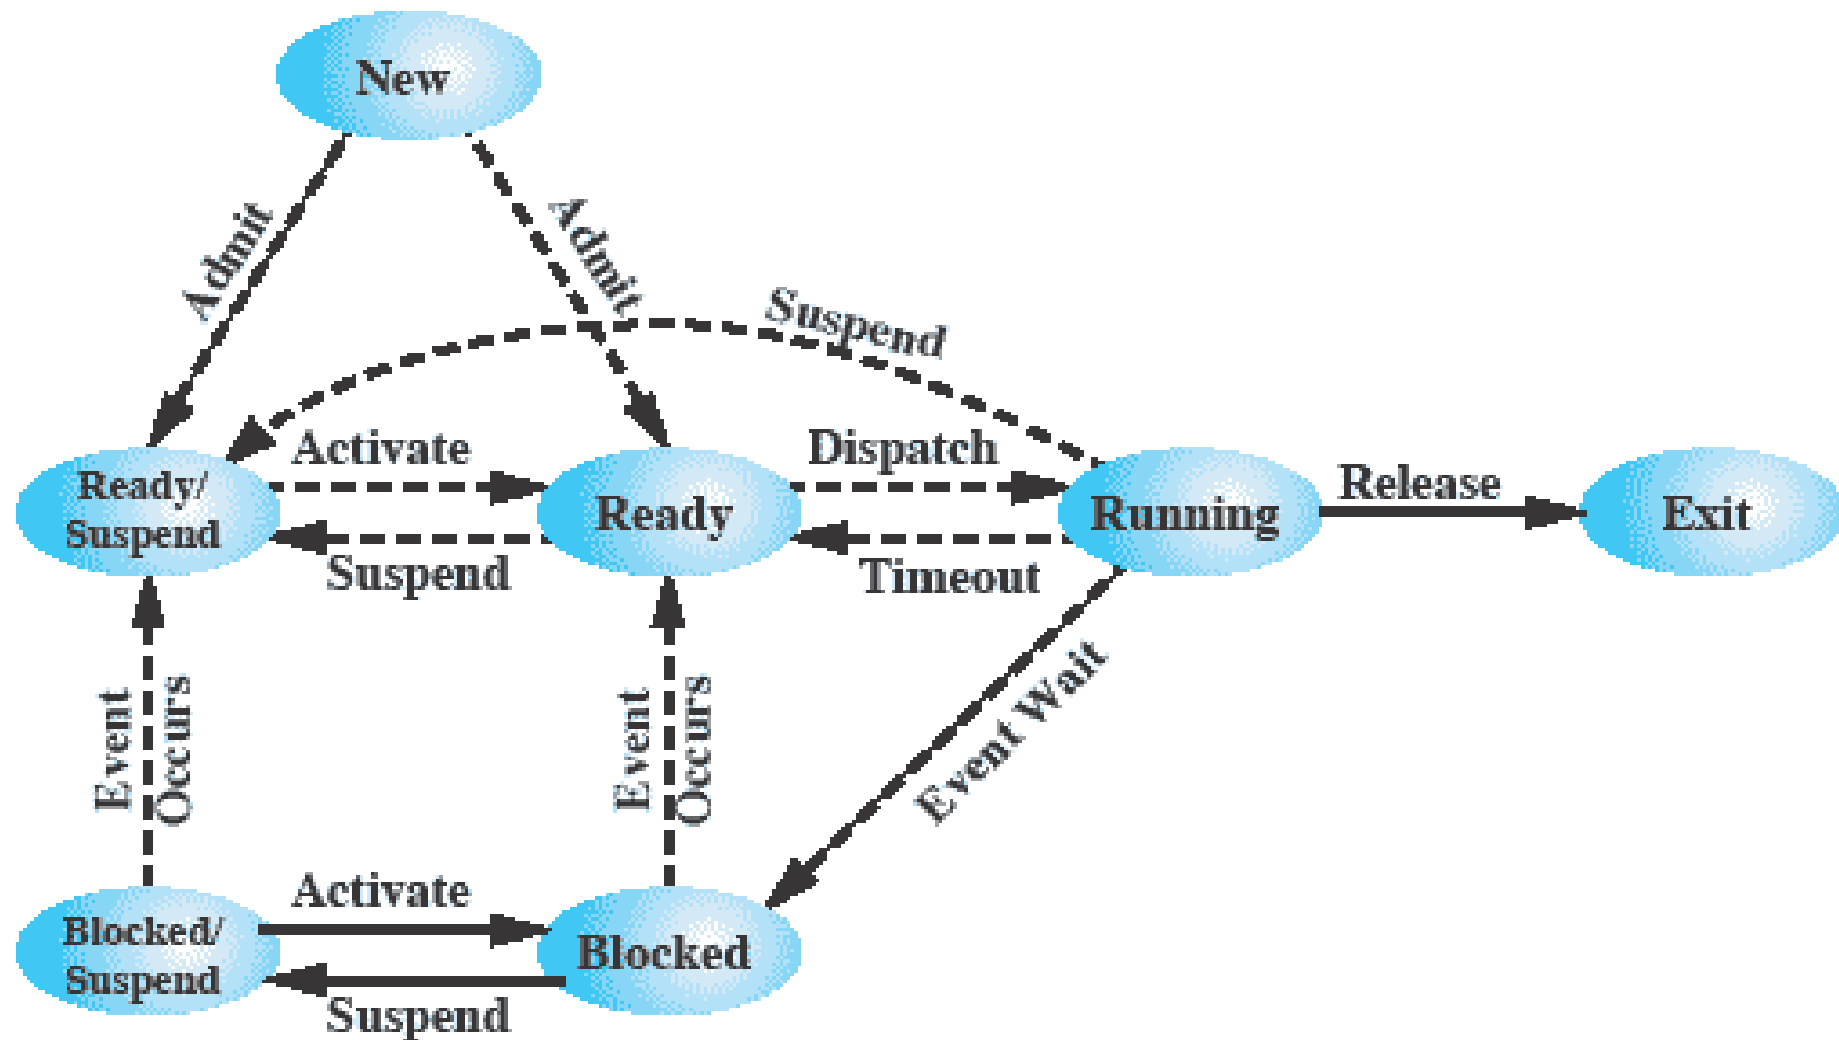 New
Admit
Admit
Suspend
Activate
Dispatch
Release
Ready/
Suspend
Ready
Running
Exit
Suspend
Timeout
Event
Occurs
Event
Occurs
Event Wait
Activate
Blocked/
Suspend
Blocked
Suspend